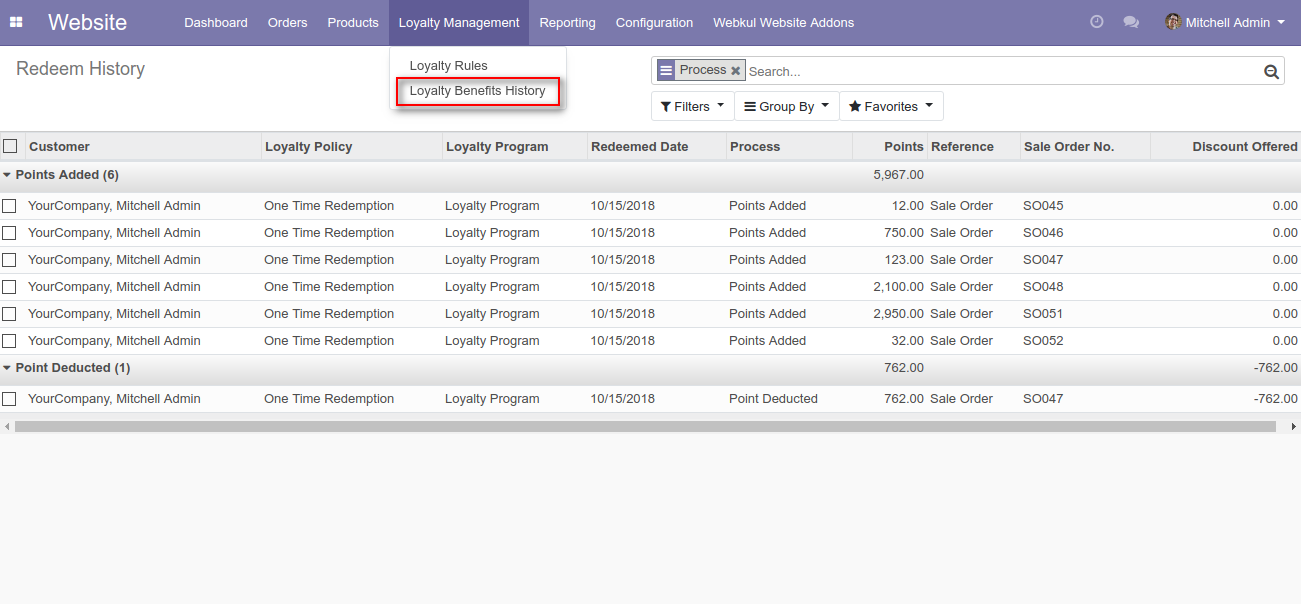 Website Dashboard Orders Products Loyalty Management Reporting Configuration Webkul Website Addons Mitchell Admin
Redeem History
Loyalty Rules
Loyalty Benefits History
Process Search...
Filters Group By Favorites
Customer Loyalty Policy Loyalty Program Redeemed Date Process Points Reference Sale Order No. Discount Offered
Points Added (6) 5,967.00
YourCompany, Mitchell Admin One Time Redemption Loyalty Program 10/15/2018 Points Added 12.00 Sale Order SO045 0.00
YourCompany, Mitchell Admin One Time Redemption Loyalty Program 10/15/2018 Points Added 750.00 Sale Order SO046 0.00
YourCompany, Mitchell Admin One Time Redemption Loyalty Program 10/15/2018 Points Added 123.00 Sale Order SO047 0.00
YourCompany, Mitchell Admin One Time Redemption Loyalty Program 10/15/2018 Points Added 2,100.00 Sale Order SO048 0.00
YourCompany, Mitchell Admin One Time Redemption Loyalty Program 10/15/2018 Points Added 2,950.00 Sale Order SO051 0.00
YourCompany, Mitchell Admin One Time Redemption Loyalty Program 10/15/2018 Points Added 32.00 Sale Order SO052 0.00
Point Deducted (1) 762.00 -762.00
YourCompany, Mitchell Admin One Time Redemption Loyalty Program 10/15/2018 Point Deducted 762.00 Sale Order SO047 -762.00